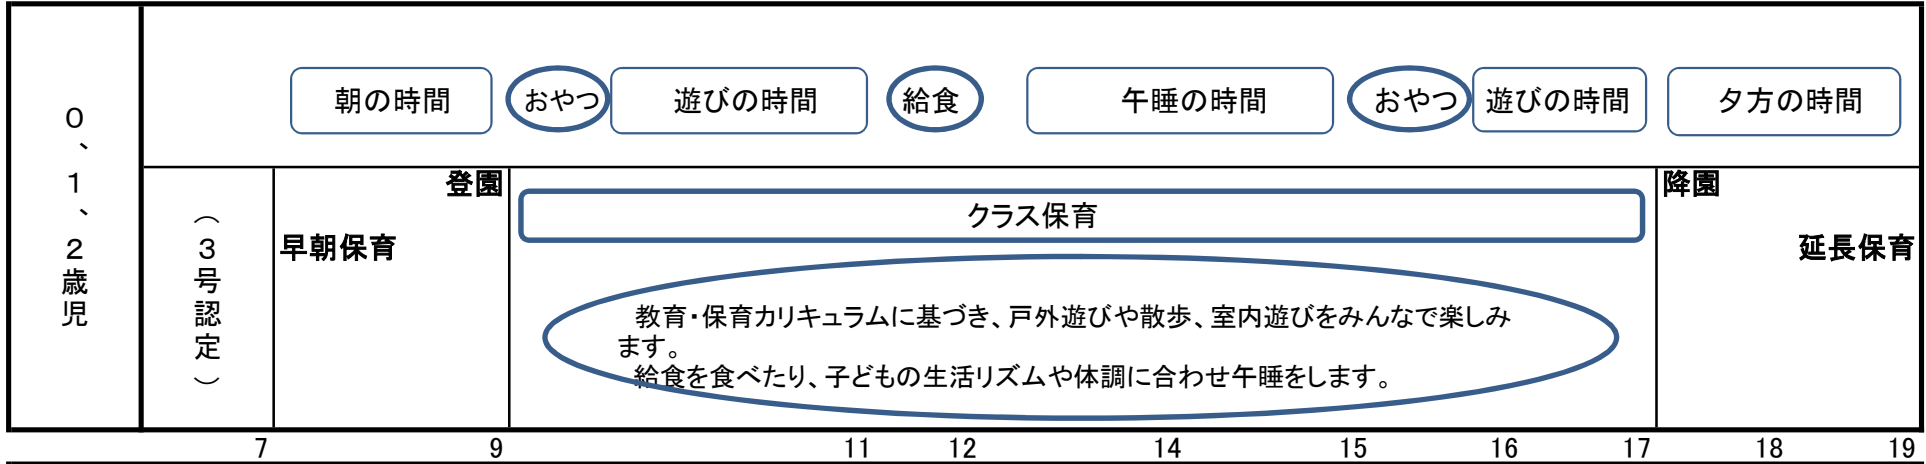 0、1、2歳児
朝の時間 おやつ 遊びの時間 給食 午睡の時間 おやつ 遊びの時間 夕方の時間
（3号認定）
登園
早朝保育
クラス保育
降園
延長保育
教育・保育カリキュラムに基づき、戸外遊びや散歩、室内遊びをみんなで楽しみ
ます。
給食を食べたり、子どもの生活リズムや体調に合わせ午睡をします。
7 9 11 12 14 15 16 17 18 19